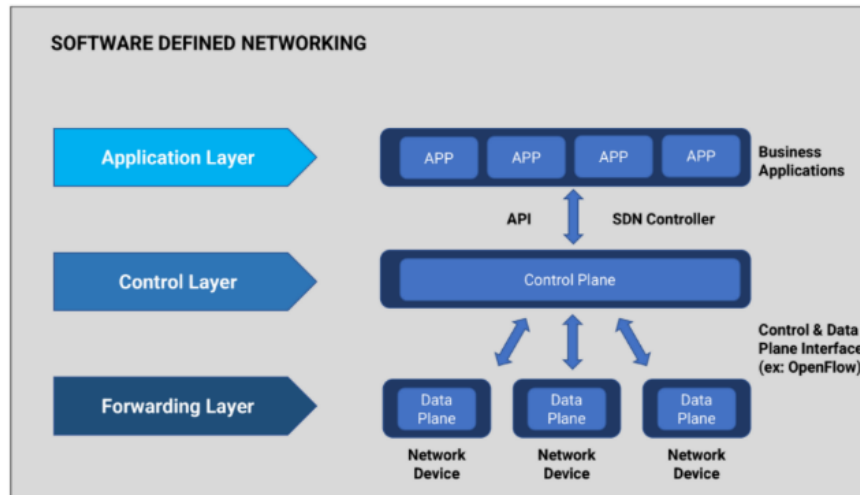 SOFTWARE DEFINED NETWORKING
Application Layer
APP APP APP APP
Business
Applications
API SDN Controller
Control Layer
Control Plane
Control & Data
Plane Interface
(ex: OpenFlow)
Forwarding Layer
Data
Plane
Data
Plane
Data
Plane
Network
Device
Network
Device
Network
Device